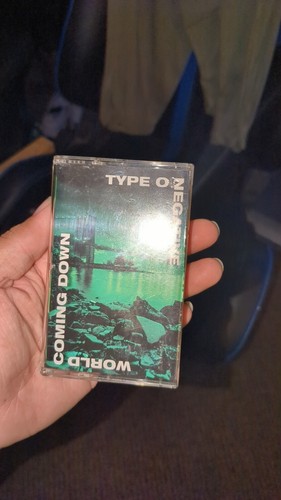 TYPE O
NEGATIVE
WORLD
COMING DOWN